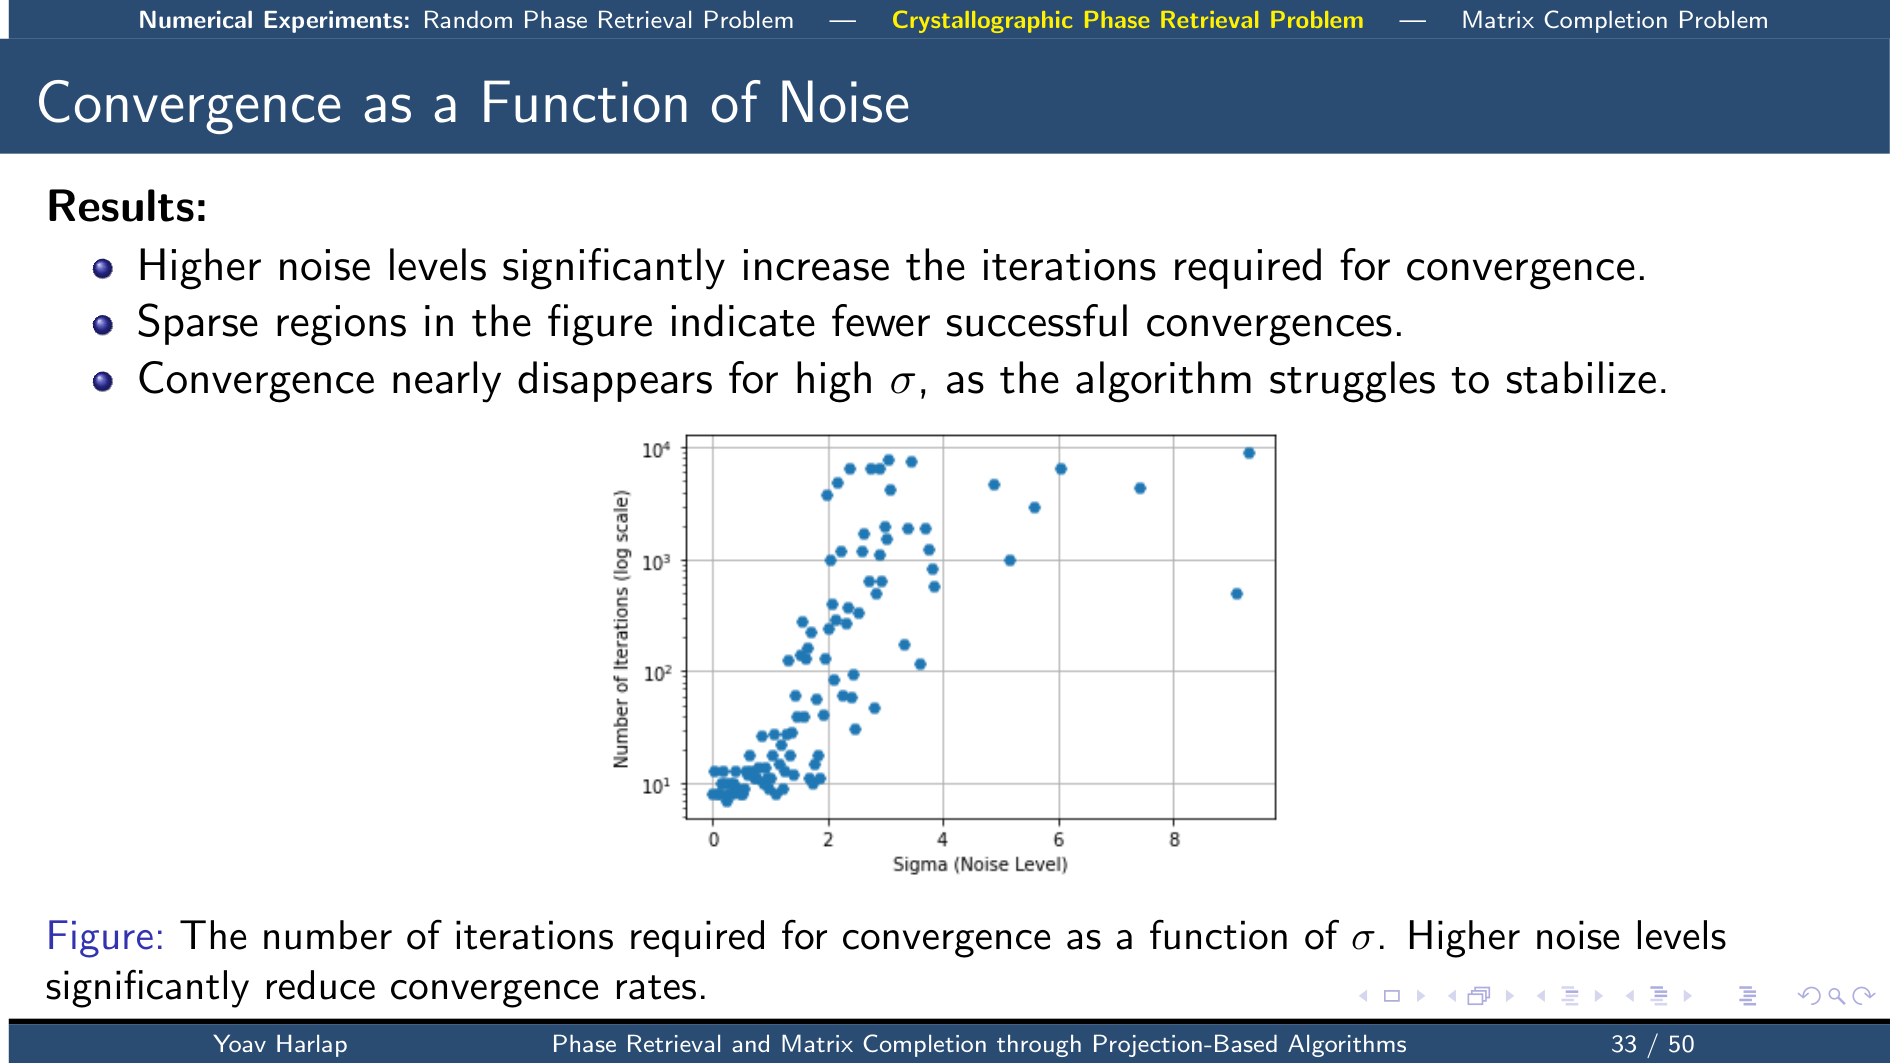 Numerical Experiments: Random Phase Retrieval Problem — Crystallographic Phase Retrieval Problem — Matrix Completion Problem
Convergence as a Function of Noise
Results:
Higher noise levels significantly increase the iterations required for convergence.
Sparse regions in the figure indicate fewer successful convergences.
Convergence nearly disappears for high σ, as the algorithm struggles to stabilize.
Number of Iterations (log scale)
10⁴
10³
10²
10¹
0 2 4 6 8
Sigma (Noise Level)
Figure: The number of iterations required for convergence as a function of σ. Higher noise levels
significantly reduce convergence rates.
Yoav Harlap Phase Retrieval and Matrix Completion through Projection-Based Algorithms 33 / 50